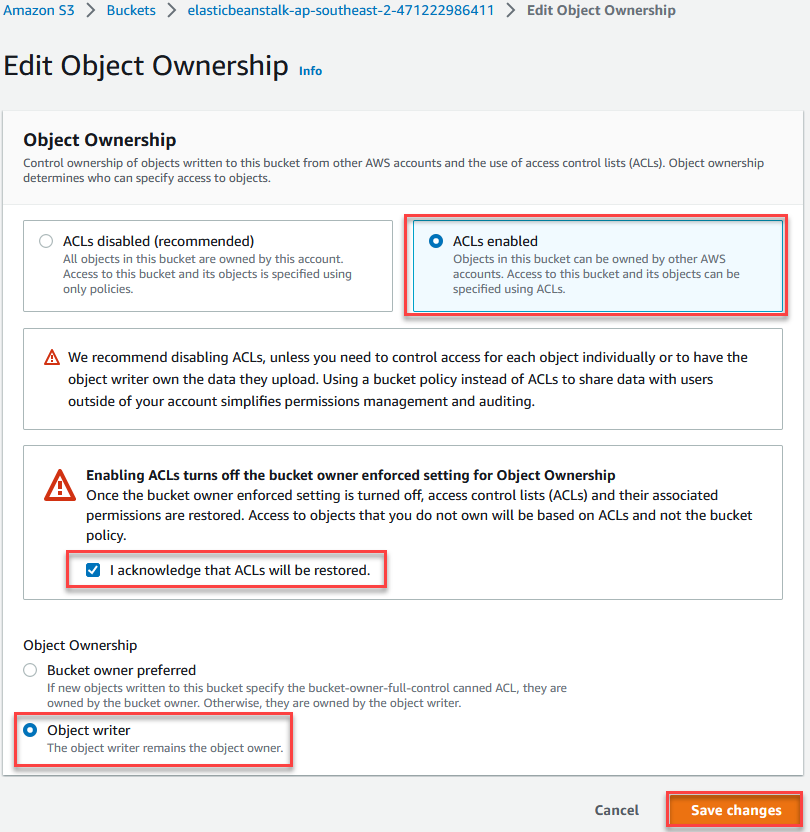 Amazon S3 > Buckets > elasticbeanstalk-ap-southeast-2-471222986411 > Edit Object Ownership
Edit Object Ownership Info
Object Ownership
Control ownership of objects written to this bucket from other AWS accounts and the use of access control lists (ACLs). Object ownership
determines who can specify access to objects.
ACLs disabled (recommended)
All objects in this bucket are owned by this account.
Access to this bucket and its objects is specified using
only policies.
ACLs enabled
Objects in this bucket can be owned by other AWS
accounts. Access to this bucket and its objects can be
specified using ACLs.
We recommend disabling ACLs, unless you need to control access for each object individually or to have the
object writer own the data they upload. Using a bucket policy instead of ACLs to share data with users
outside of your account simplifies permissions management and auditing.
Enabling ACLs turns off the bucket owner enforced setting for Object Ownership
Once the bucket owner enforced setting is turned off, access control lists (ACLs) and their associated
permissions are restored. Access to objects that you do not own will be based on ACLs and not the bucket
policy.
I acknowledge that ACLs will be restored.
Object Ownership
Bucket owner preferred
If new objects written to this bucket specify the bucket-owner-full-control canned ACL, they are
owned by the bucket owner. Otherwise, they are owned by the object writer.
Object writer
The object writer remains the object owner.
Cancel Save changes